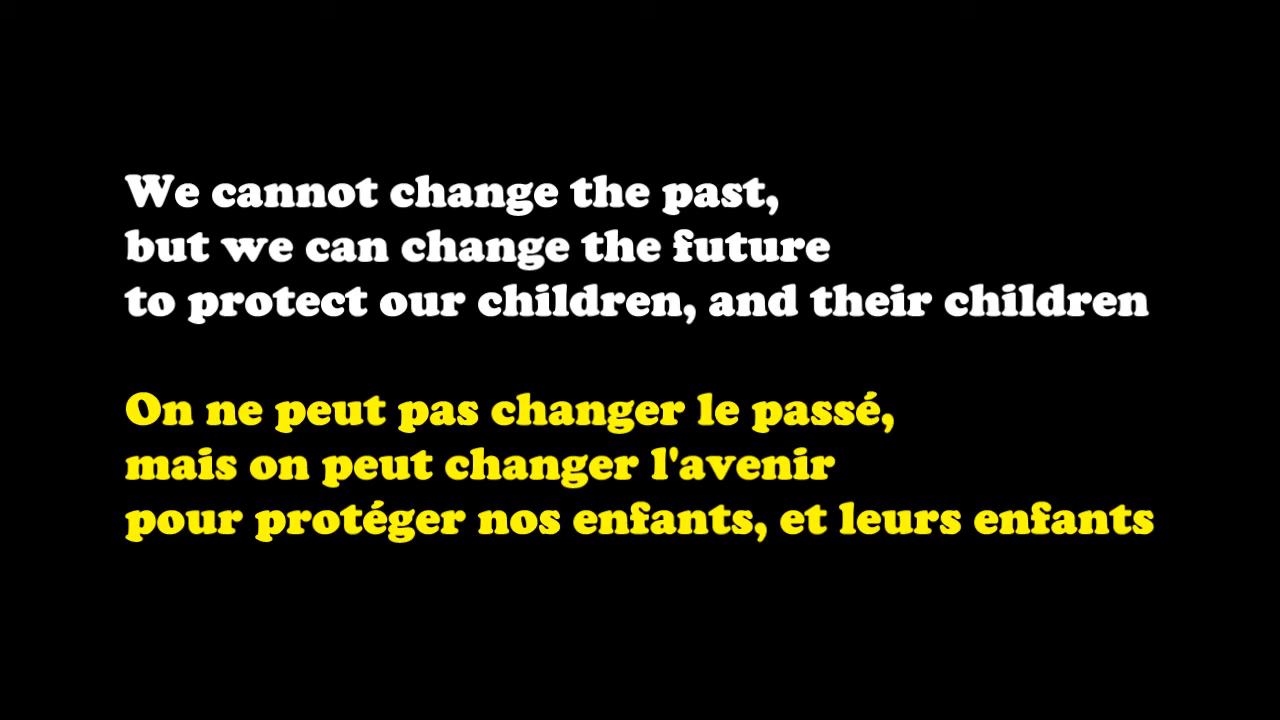 We cannot change the past,
but we can change the future
to protect our children, and their children
On ne peut pas changer le passé,
mais on peut changer l'avenir
pour protéger nos enfants, et leurs enfants